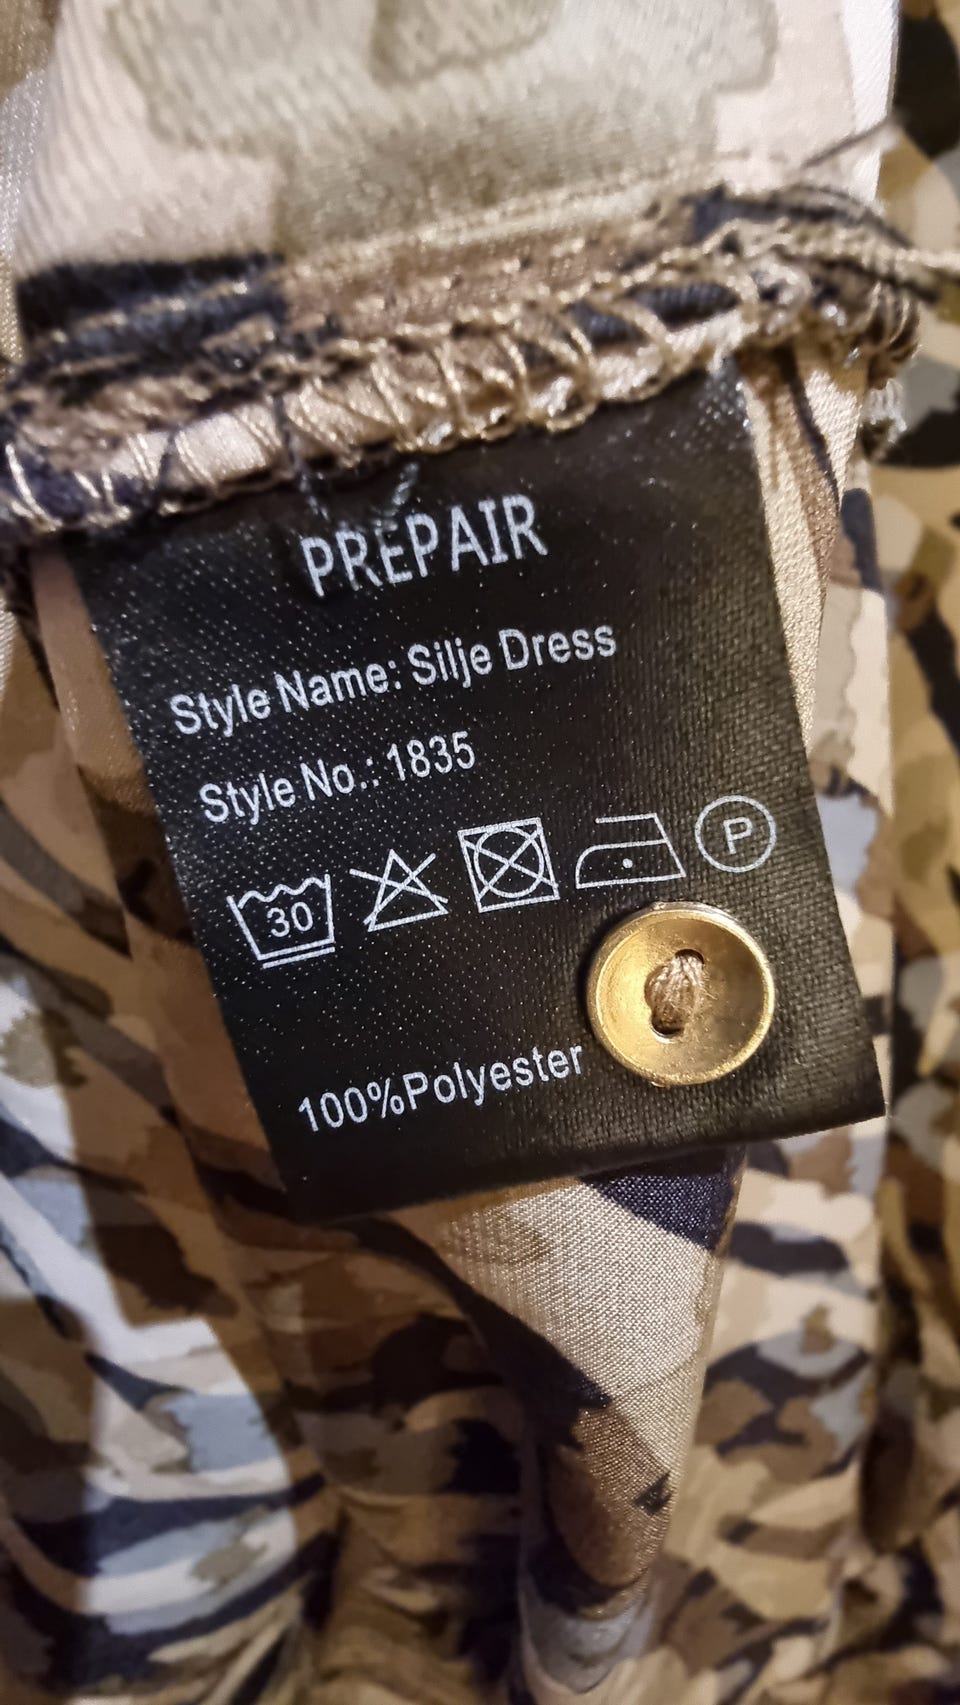 PREPAIR
Style Name: Silje Dress
Style No.: 1835
30 P
100%Polyester